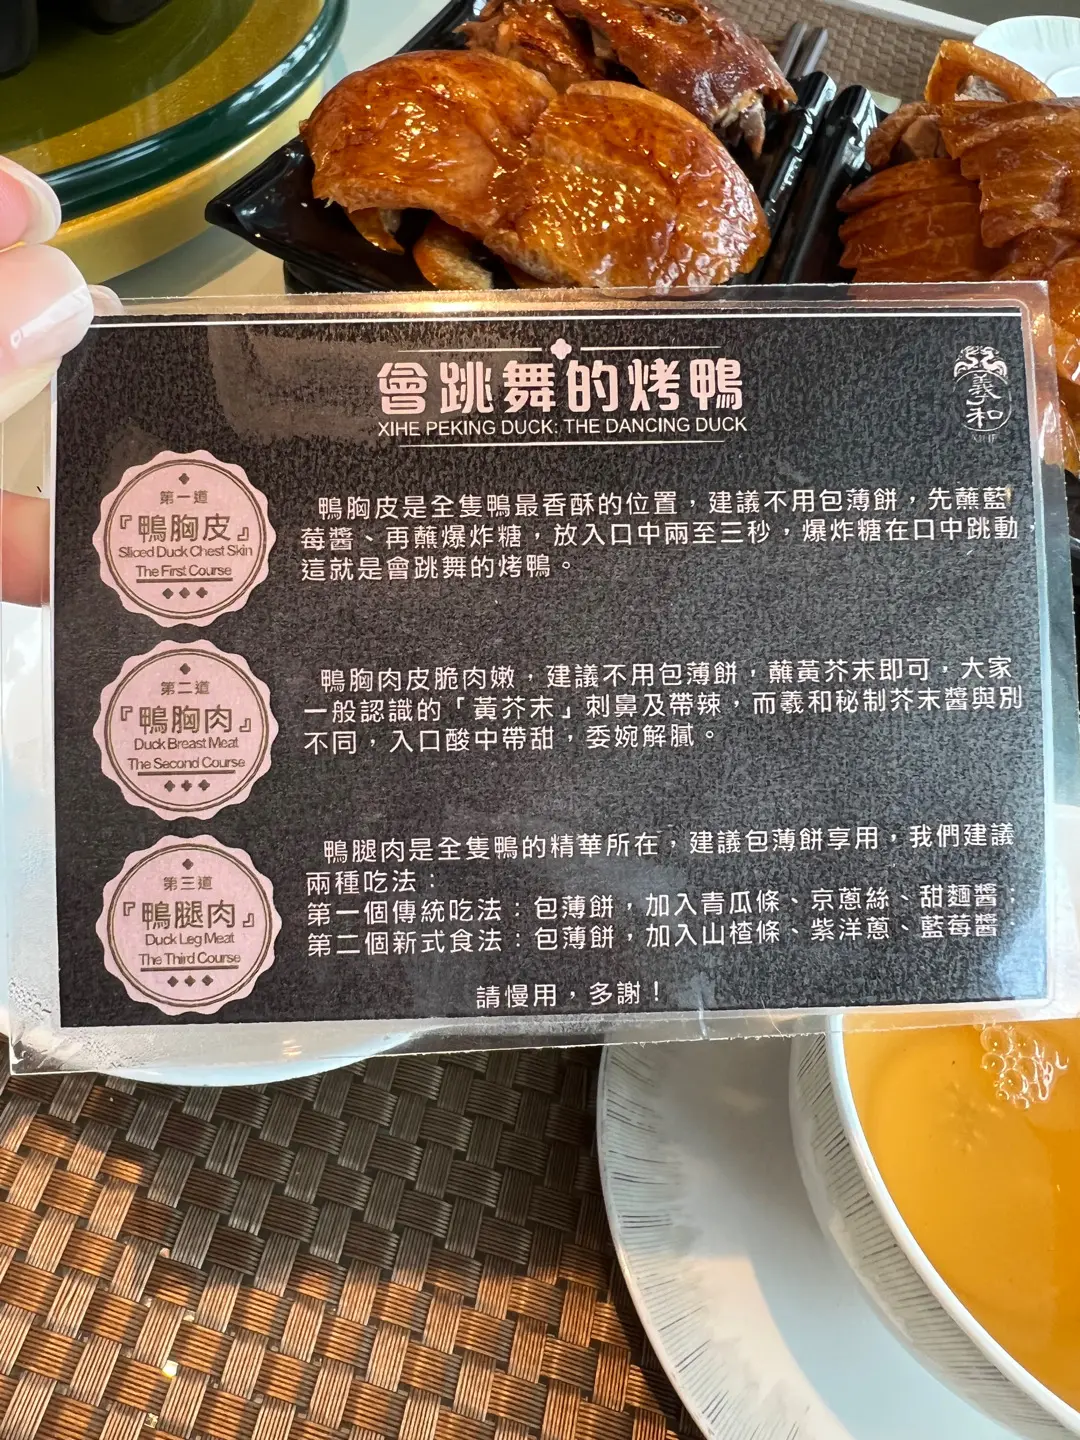 會跳舞的烤鴨
XIHE PEKING DUCK: THE DANCING DUCK
羲和
XIHE
第一道
『鴨胸皮』
Sliced Duck Chest Skin
The First Course
鴨胸皮是全隻鴨最香酥的位置，建議不用包薄餅，先蘸藍
莓醬、再蘸爆炸糖，放入口中兩至三秒，爆炸糖在口中跳動，
這就是會跳舞的烤鴨。
第二道
『鴨胸肉』
Duck Breast Meat
The Second Course
鴨胸肉皮脆肉嫩，建議不用包薄餅，蘸黃芥末即可，大家
一般認識的「黃芥末」刺鼻及帶辣，而羲和秘制芥末醬與別
不同，入口酸中帶甜，委婉解膩。
第三道
『鴨腿肉』
Duck Leg Meat
The Third Course
鴨腿肉是全隻鴨的精華所在，建議包薄餅享用，我們建議
兩種吃法：
第一個傳統吃法：包薄餅，加入青瓜條、京蔥絲、甜麵醬；
第二個新式食法：包薄餅，加入山楂條、紫洋蔥、藍莓醬。
請慢用，多謝！